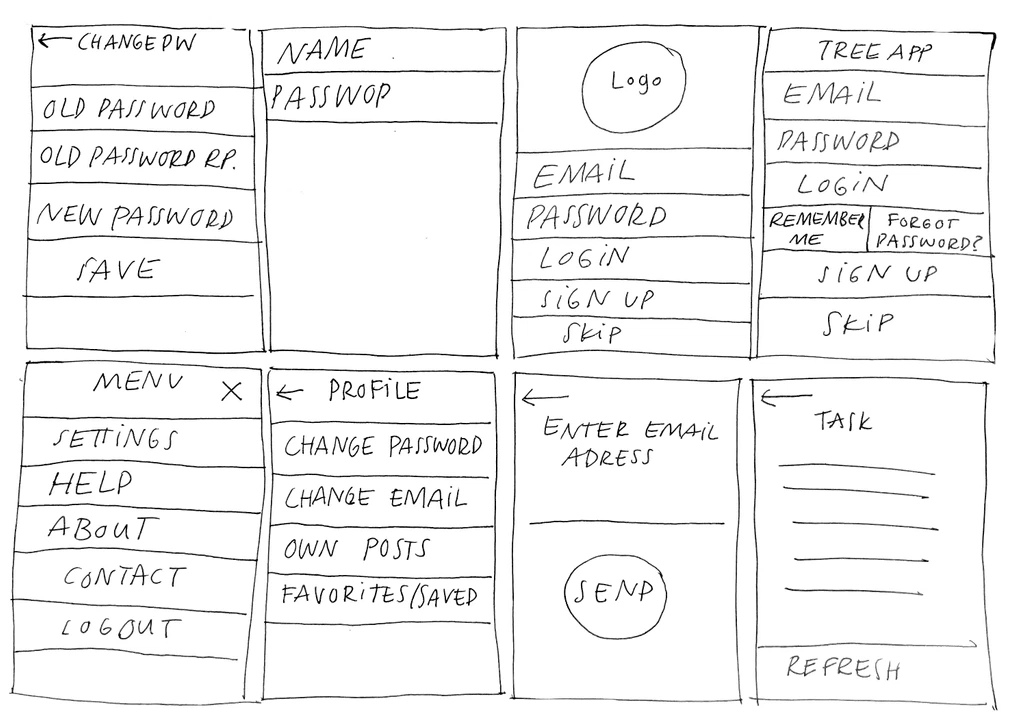 CHANGE PW
OLD PASSWORD
OLD PASSWORD RP.
NEW PASSWORD
SAVE
NAME
PASSWOP
Logo
EMAIL
PASSWORD
LOGIN
SIGN UP
SKIP
TREE APP
EMAIL
PASSWORD
LOGIN
REMEMBER
ME
FORGOT
PASSWORD?
SIGN UP
SKIP
MENU X
SETTINGS
HELP
ABOUT
CONTACT
LOGOUT
PROFILE
CHANGE PASSWORD
CHANGE EMAIL
OWN POSTS
FAVORITES/SAVED
ENTER EMAIL
ADRESS
SEND
TASK
REFRESH